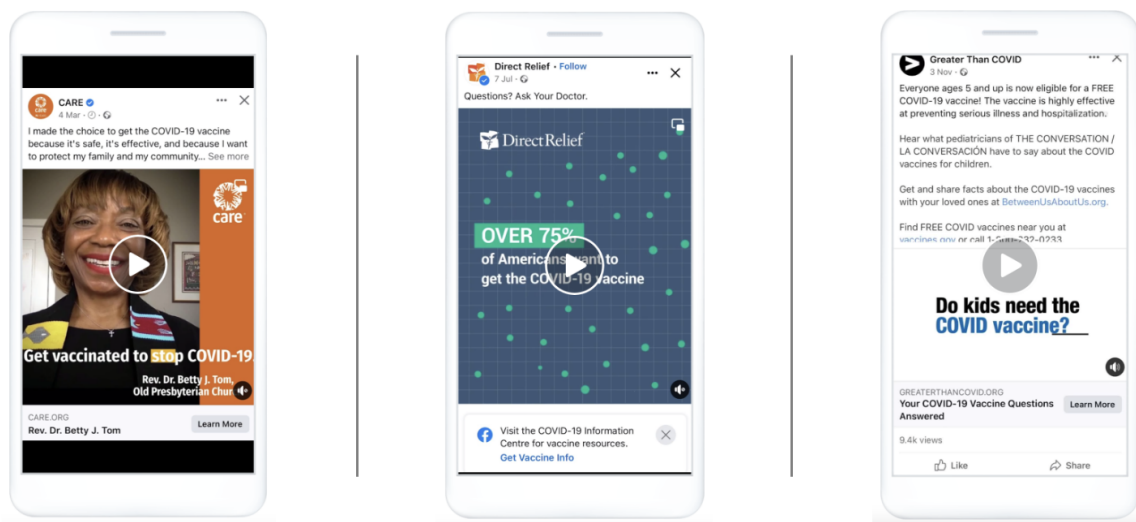 CARE
4 Mar
I made the choice to get the COVID-19 vaccine
because it's safe, it's effective, and because I want
to protect my family and my community... See more
care
Get vaccinated to stop COVID-19.
Rev. Dr. Betty J. Tom,
Old Presbyterian Chur
CARE.ORG
Rev. Dr. Betty J. Tom
Learn More
Direct Relief · Follow
7 Jul
Questions? Ask Your Doctor.
DirectRelief
OVER 75%
of Americans want to
get the COVID-19 vaccine
Visit the COVID-19 Information
Centre for vaccine resources.
Get Vaccine Info
Greater Than COVID
3 Nov
Everyone ages 5 and up is now eligible for a FREE
COVID-19 vaccine! The vaccine is highly effective
at preventing serious illness and hospitalization.
Hear what pediatricians of THE CONVERSATION /
LA CONVERSACIÓN have to say about the COVID
vaccines for children.
Get and share facts about the COVID-19 vaccines
with your loved ones at BetweenUsAboutUs.org.
Find FREE COVID vaccines near you at
vaccines.gov or call 1-800-232-0233
Do kids need the
COVID vaccine?
GREATERTHANCOVID.ORG
Your COVID-19 Vaccine Questions
Answered
Learn More
9.4k views
Like
Share